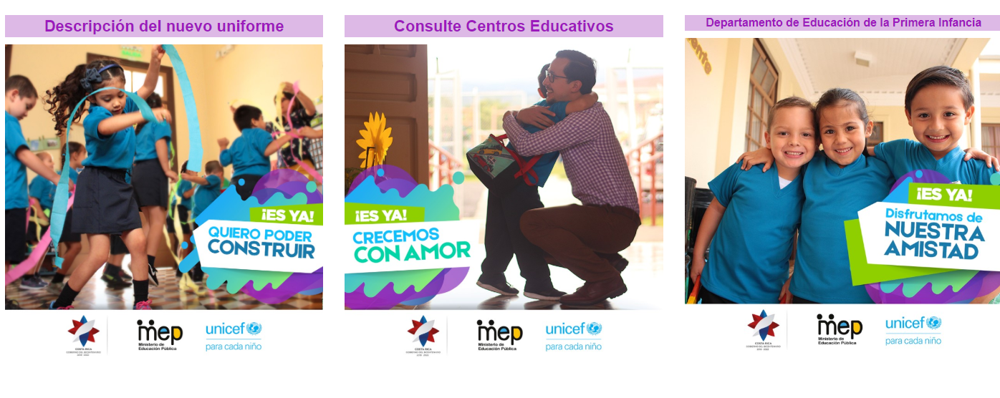 Descripción del nuevo uniforme
¡ES YA!
QUIERO PODER
CONSTRUIR
COSTA RICA
GOBIERNO DEL BICENTENARIO
2018 - 2022
mep
Ministerio de
Educación Pública
unicef
para cada niño
Consulte Centros Educativos
¡ES YA!
CRECEMOS
CON AMOR
COSTA RICA
GOBIERNO DEL BICENTENARIO
2018 - 2022
mep
Ministerio de
Educación Pública
unicef
para cada niño
Departamento de Educación de la Primera Infancia
¡ES YA!
Disfrutamos de
NUESTRA
AMISTAD
COSTA RICA
GOBIERNO DEL BICENTENARIO
2018 - 2022
mep
Ministerio de
Educación Pública
unicef
para cada niño